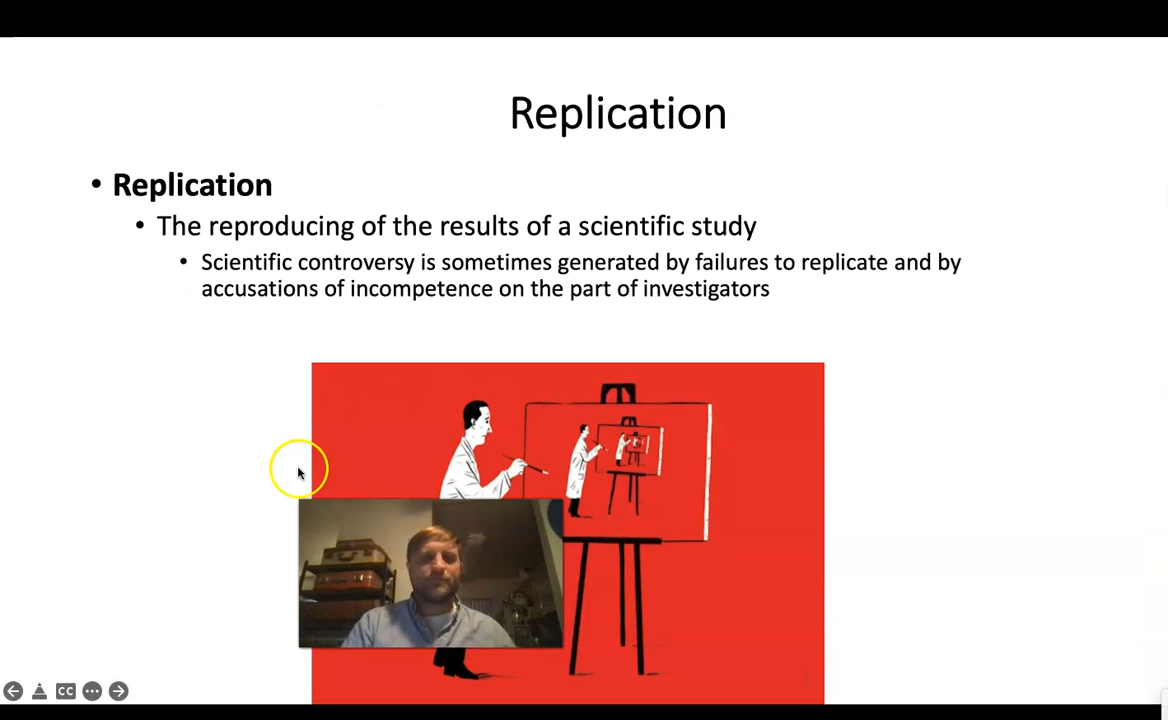 Replication
• Replication
• The reproducing of the results of a scientific study
• Scientific controversy is sometimes generated by failures to replicate and by
accusations of incompetence on the part of investigators
CC